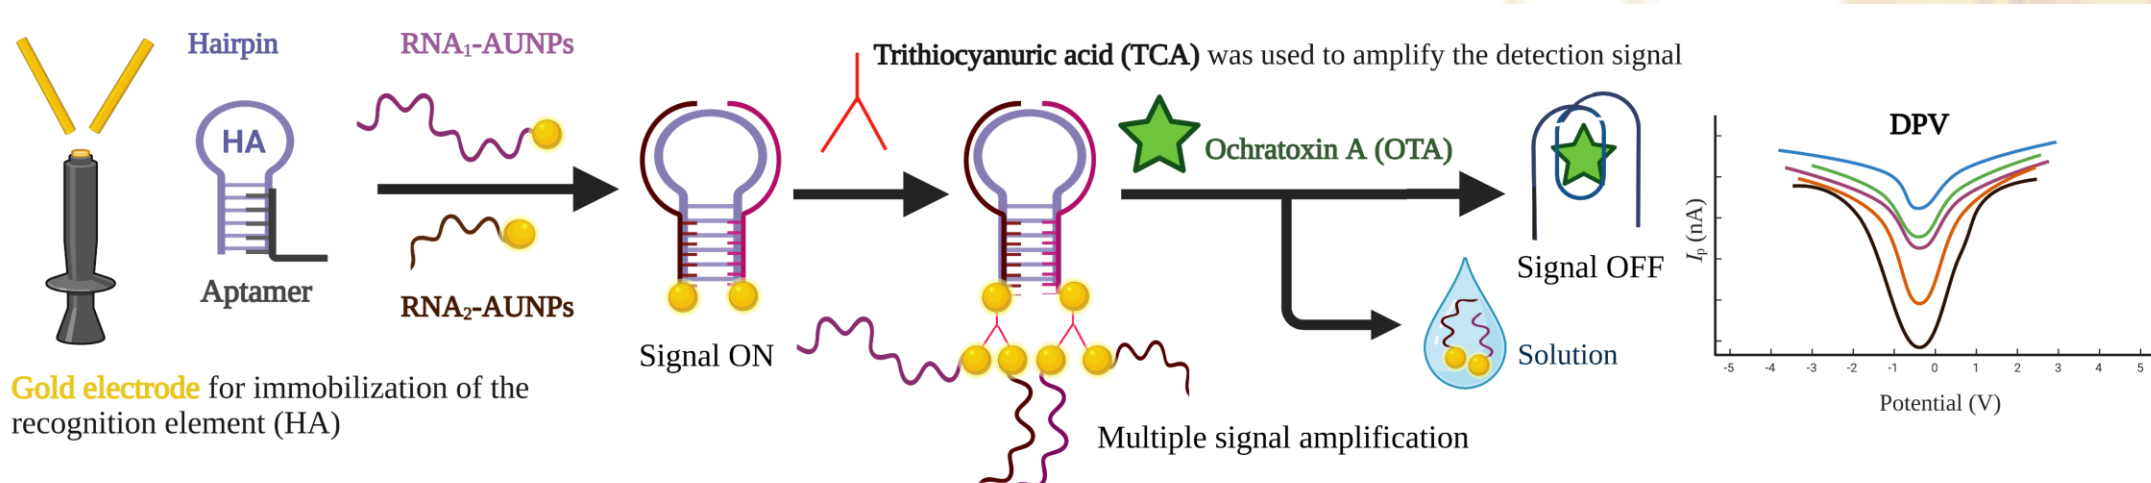 Hairpin
HA
Aptamer
Gold electrode for immobilization of the
recognition element (HA)
RNA₁-AUNPs
RNA₂-AUNPs
Signal ON
Trithiocyanuric acid (TCA) was used to amplify the detection signal
Multiple signal amplification
Ochratoxin A (OTA)
Signal OFF
Solution
DPV
Iₚ (nA)
-5 -4 -3 -2 -1 0 1 2 3 4 5
Potential (V)